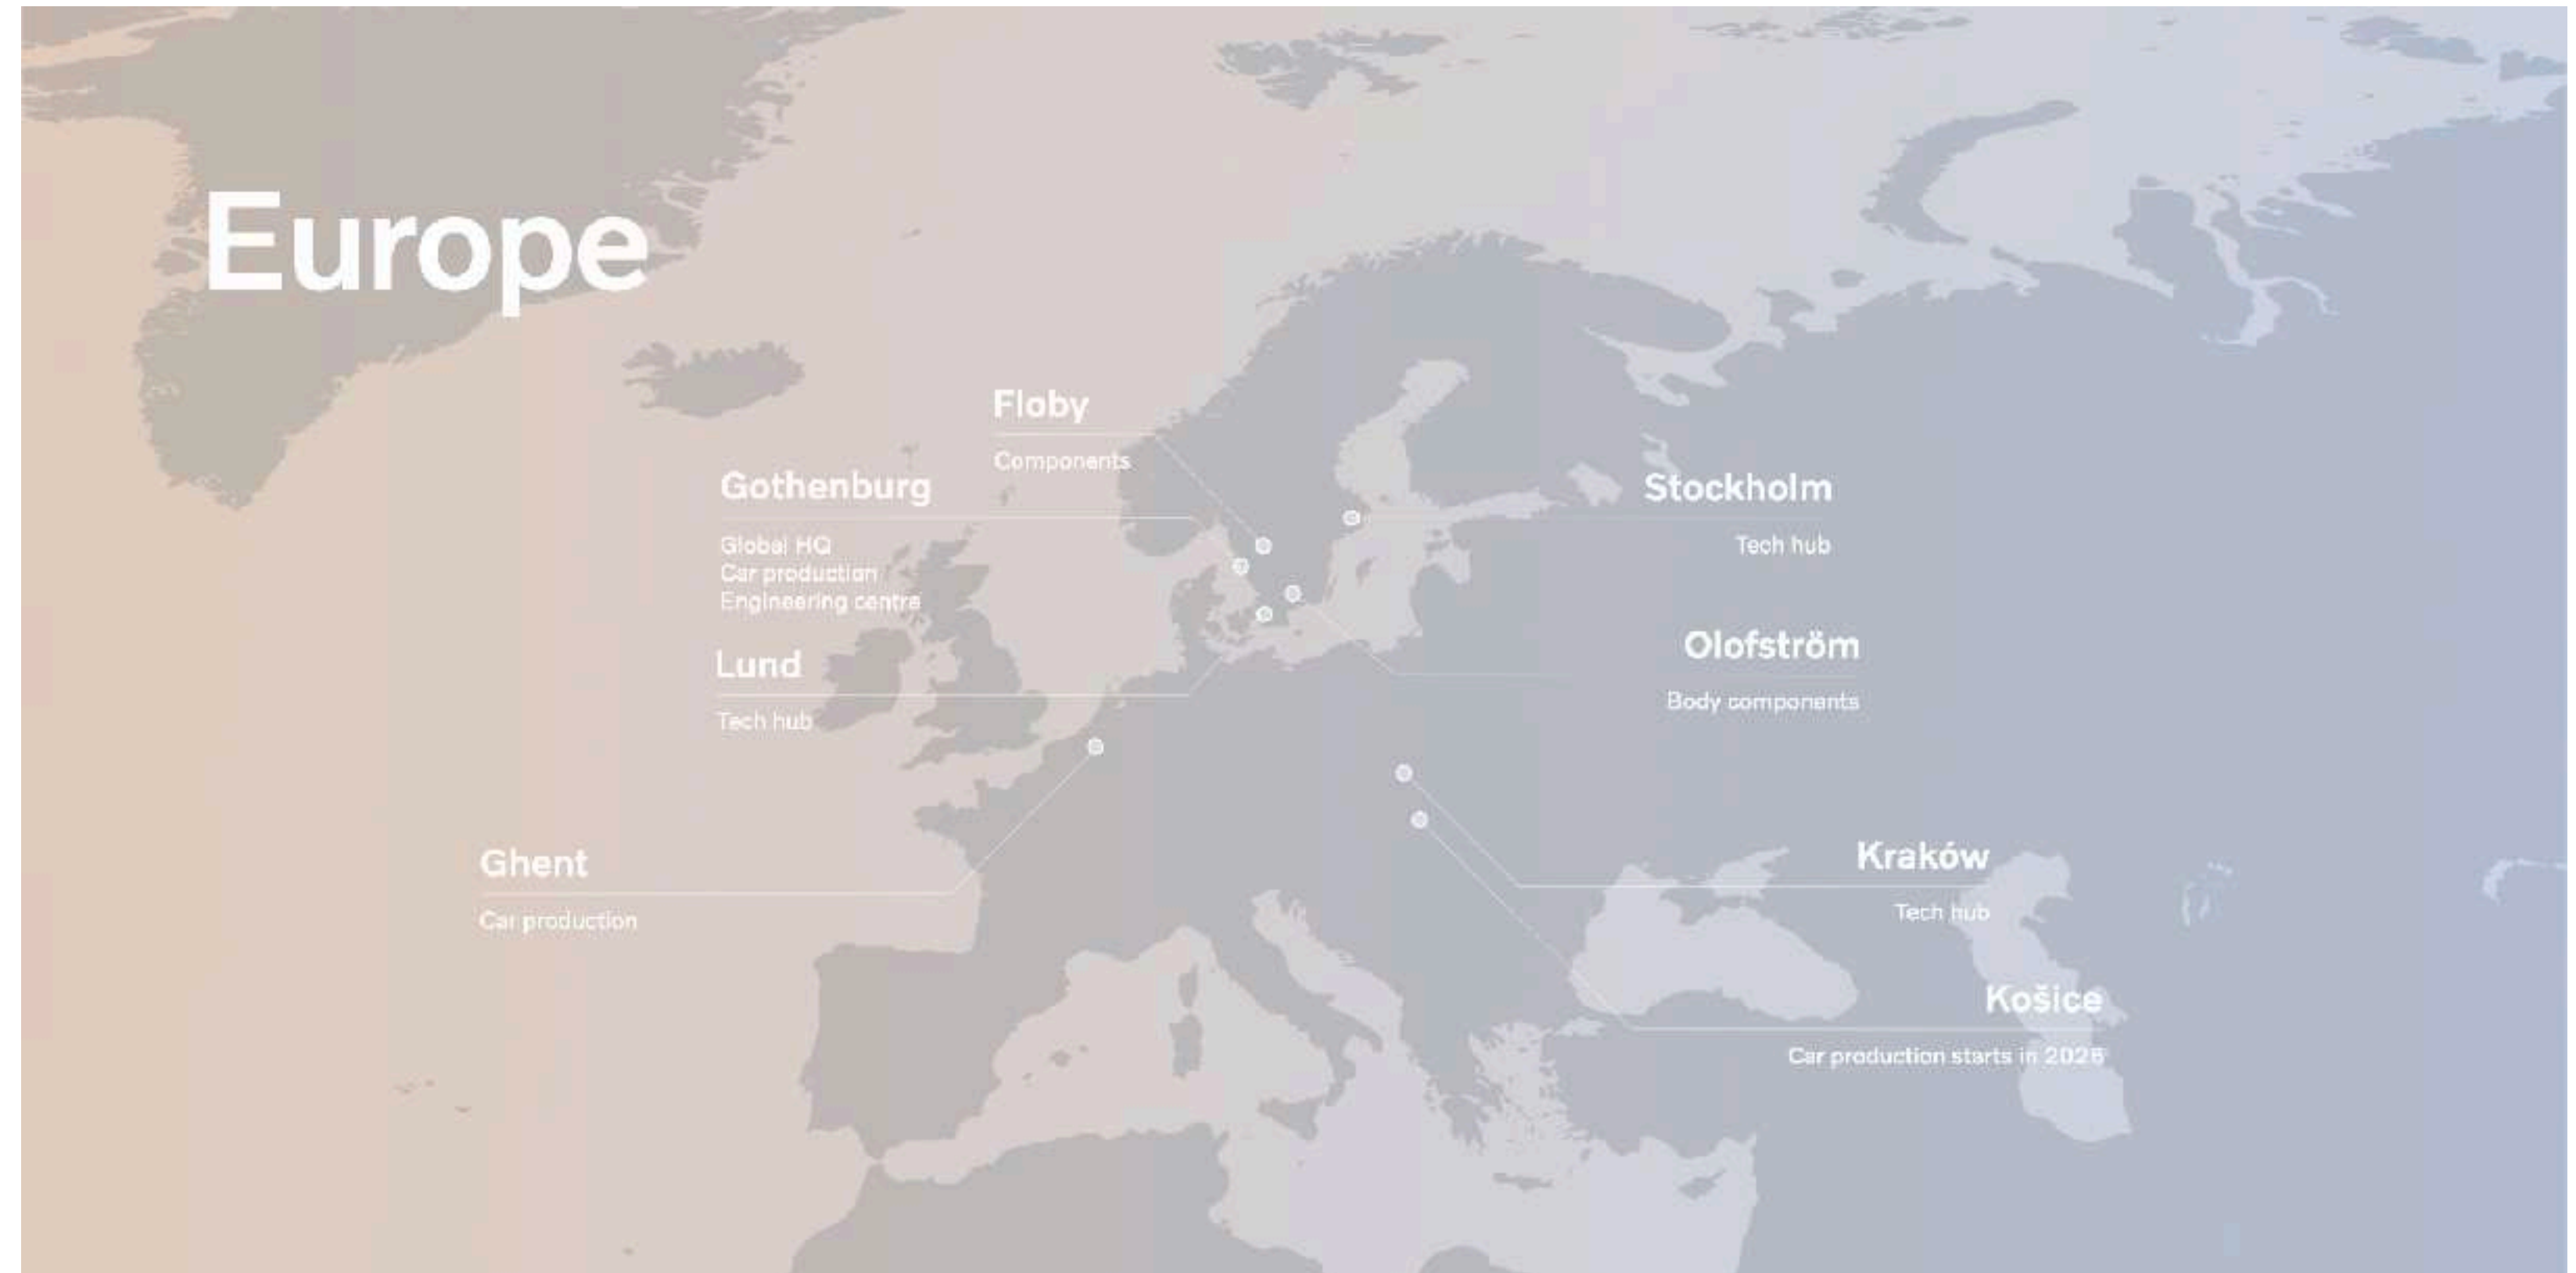 Europe
Floby
Components
Gothenburg
Global HQ
Car production
Engineering centre
Stockholm
Tech hub
Lund
Tech hub
Olofström
Body components
Ghent
Car production
Kraków
Tech hub
Košice
Car production starts in 2026